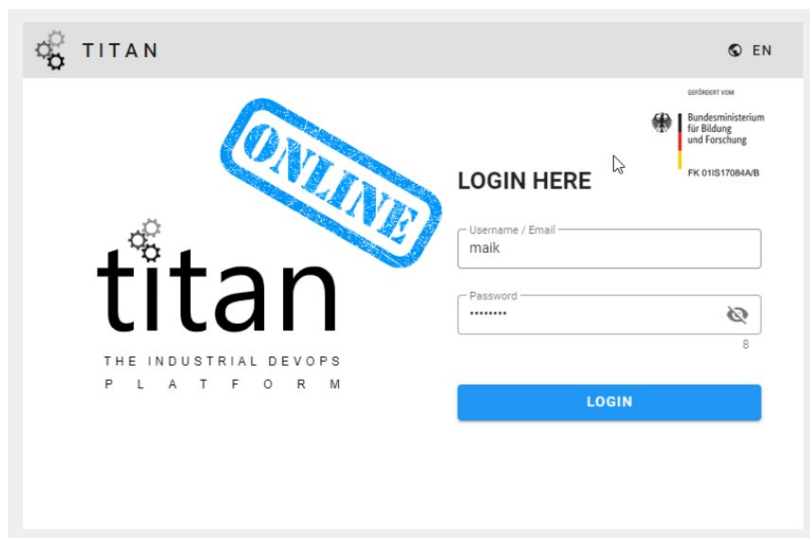 TITAN
EN
GEFÖRDERT VOM
Bundesministerium
für Bildung
und Forschung
FK 01IS17084A/B
ONLINE
titan
THE INDUSTRIAL DEVOPS
PLATFORM
LOGIN HERE
Username / Email
maik
Password
••••••••
8
LOGIN